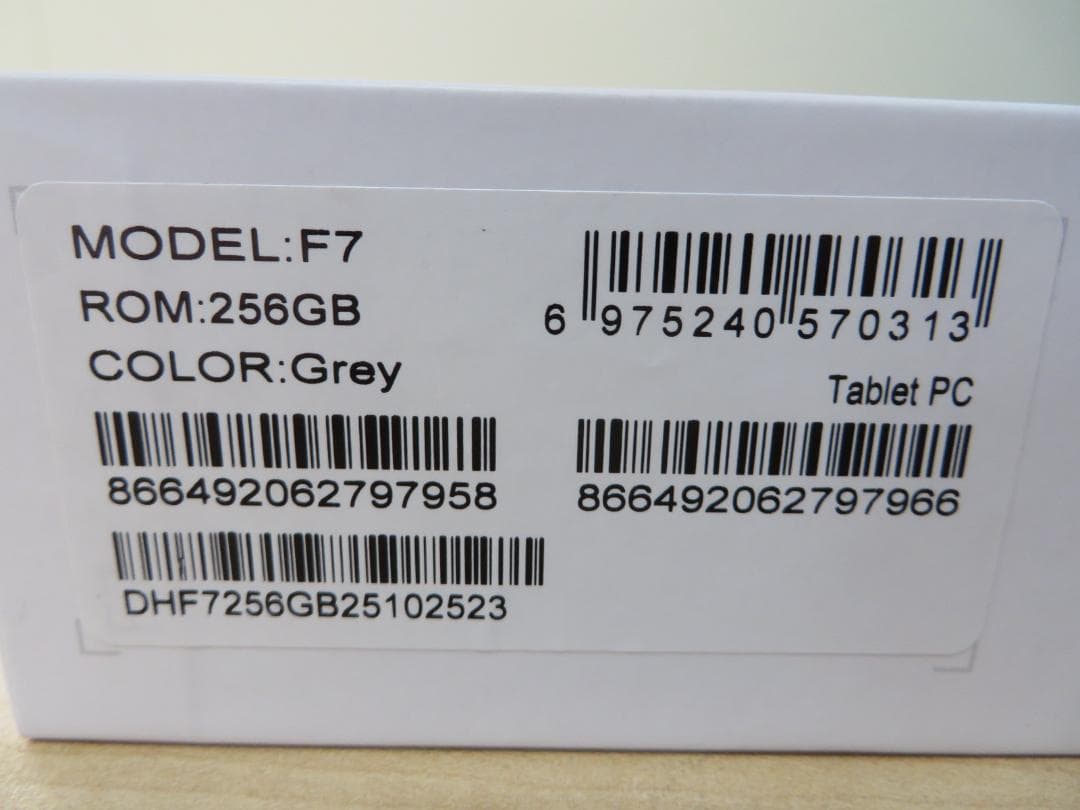 MODEL:F7
ROM:256GB
COLOR:Grey
6 975240 570313
Tablet PC
866492062797958
866492062797966
DHF7256GB25102523